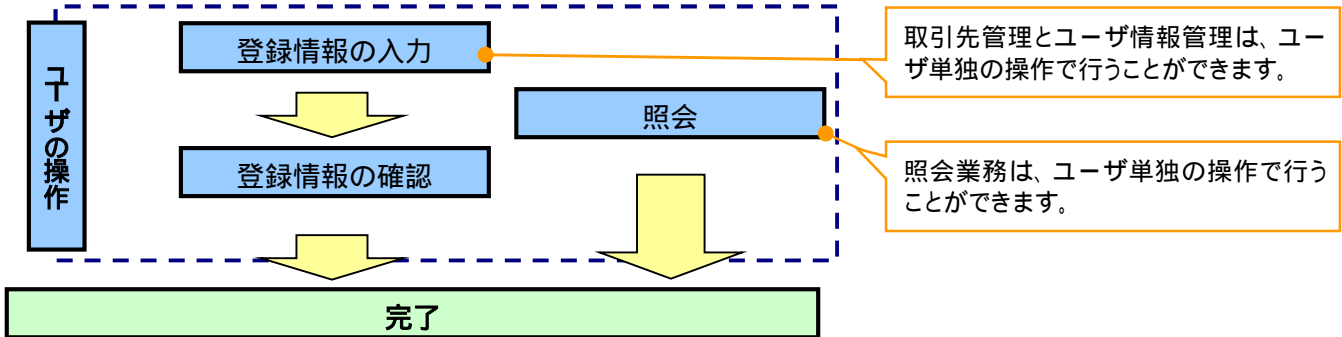 ユーザの操作
登録情報の入力
取引先管理とユーザ情報管理は、ユー
ザ単独の操作で行うことができます。
照会
登録情報の確認
照会業務は、ユーザ単独の操作で行う
ことができます。
完了